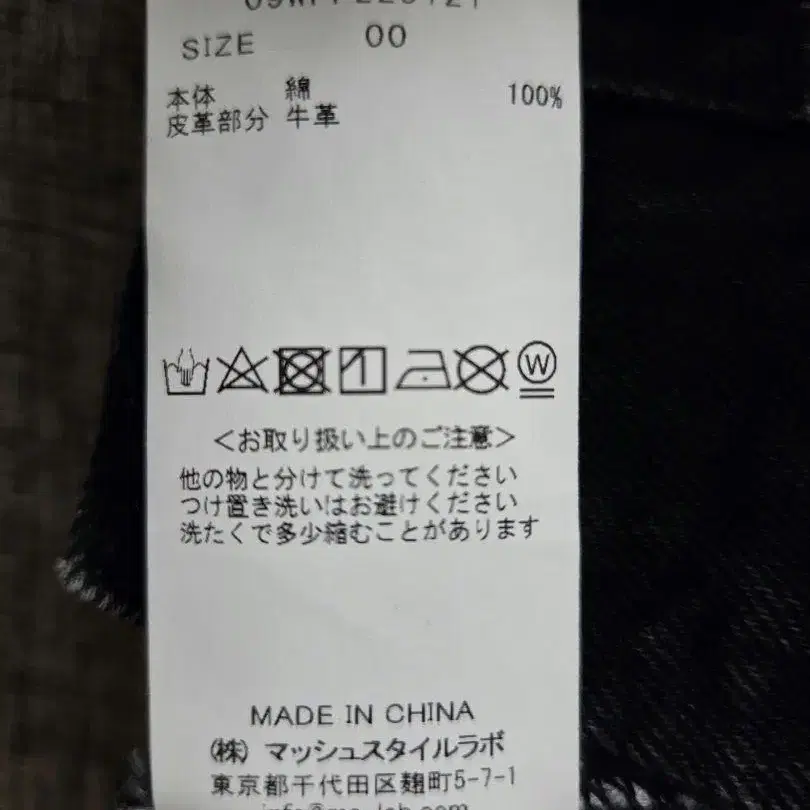 SIZE 00
本体 綿 100%
皮革部分 牛革
W
<お取り扱い上のご注意>
他の物と分けて洗ってください
つけ置き洗いはお避けください
洗たくで多少縮むことがあります
MADE IN CHINA
(株) マッシュスタイルラボ
東京都千代田区麹町5-7-1